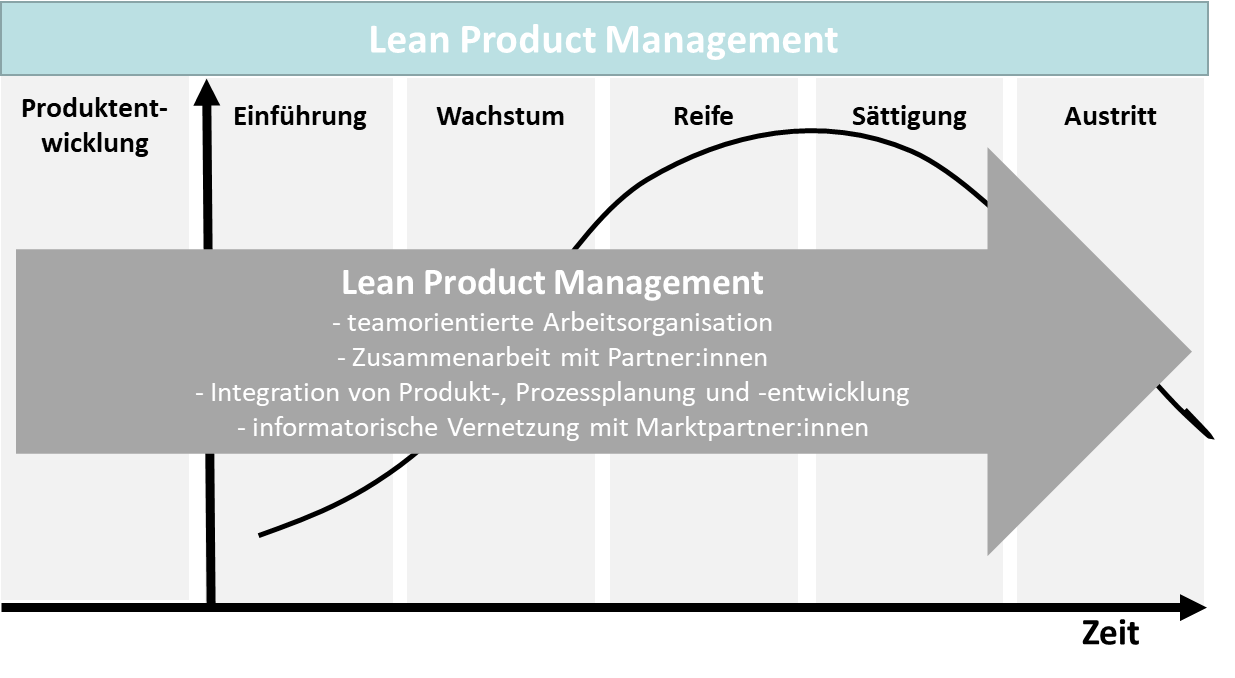 Lean Product Management
Produktent-
wicklung
Einführung
Wachstum
Reife
Sättigung
Austritt
Lean Product Management
- teamorientierte Arbeitsorganisation
- Zusammenarbeit mit Partner:innen
- Integration von Produkt-, Prozessplanung und -entwicklung
- informatorische Vernetzung mit Marktpartner:innen
Zeit